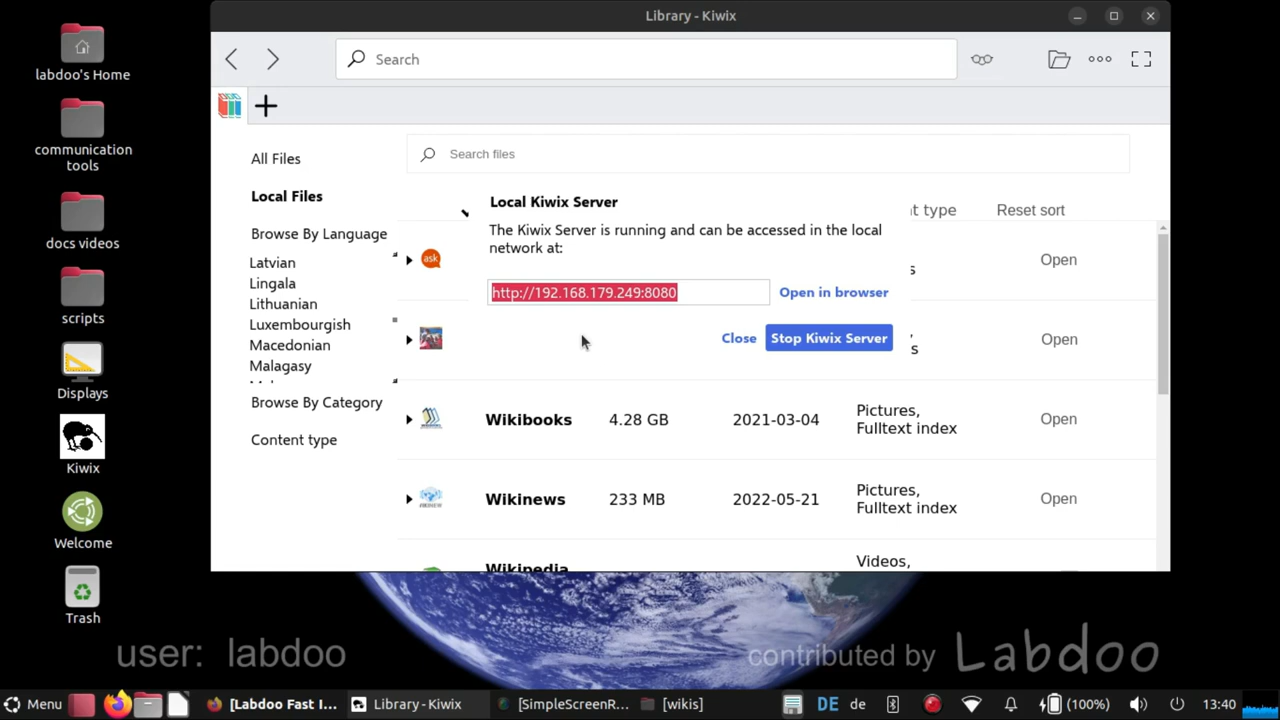 Library - Kiwix
labdoo's Home
communication
tools
docs videos
scripts
Displays
Kiwix
Welcome
Trash
Search
All Files
Local Files
Browse By Language
Latvian
Lingala
Lithuanian
Luxembourgish
Macedonian
Malagasy
Browse By Category
Content type
Search files
t type
Reset sort
Local Kiwix Server
The Kiwix Server is running and can be accessed in the local
network at:
http://192.168.179.249:8080
Open in browser
Close
Stop Kiwix Server
ask
s
Open
s
Open
Wikibooks 4.28 GB 2021-03-04 Pictures,
Fulltext index
Open
Wikinews 233 MB 2022-05-21 Pictures,
Fulltext index
Open
Wikipedia
Videos,
user: labdoo
contributed by Labdoo
Menu [Labdoo Fast I... Library - Kiwix [SimpleScreenR... [wikis] DE de (100%) 13:40